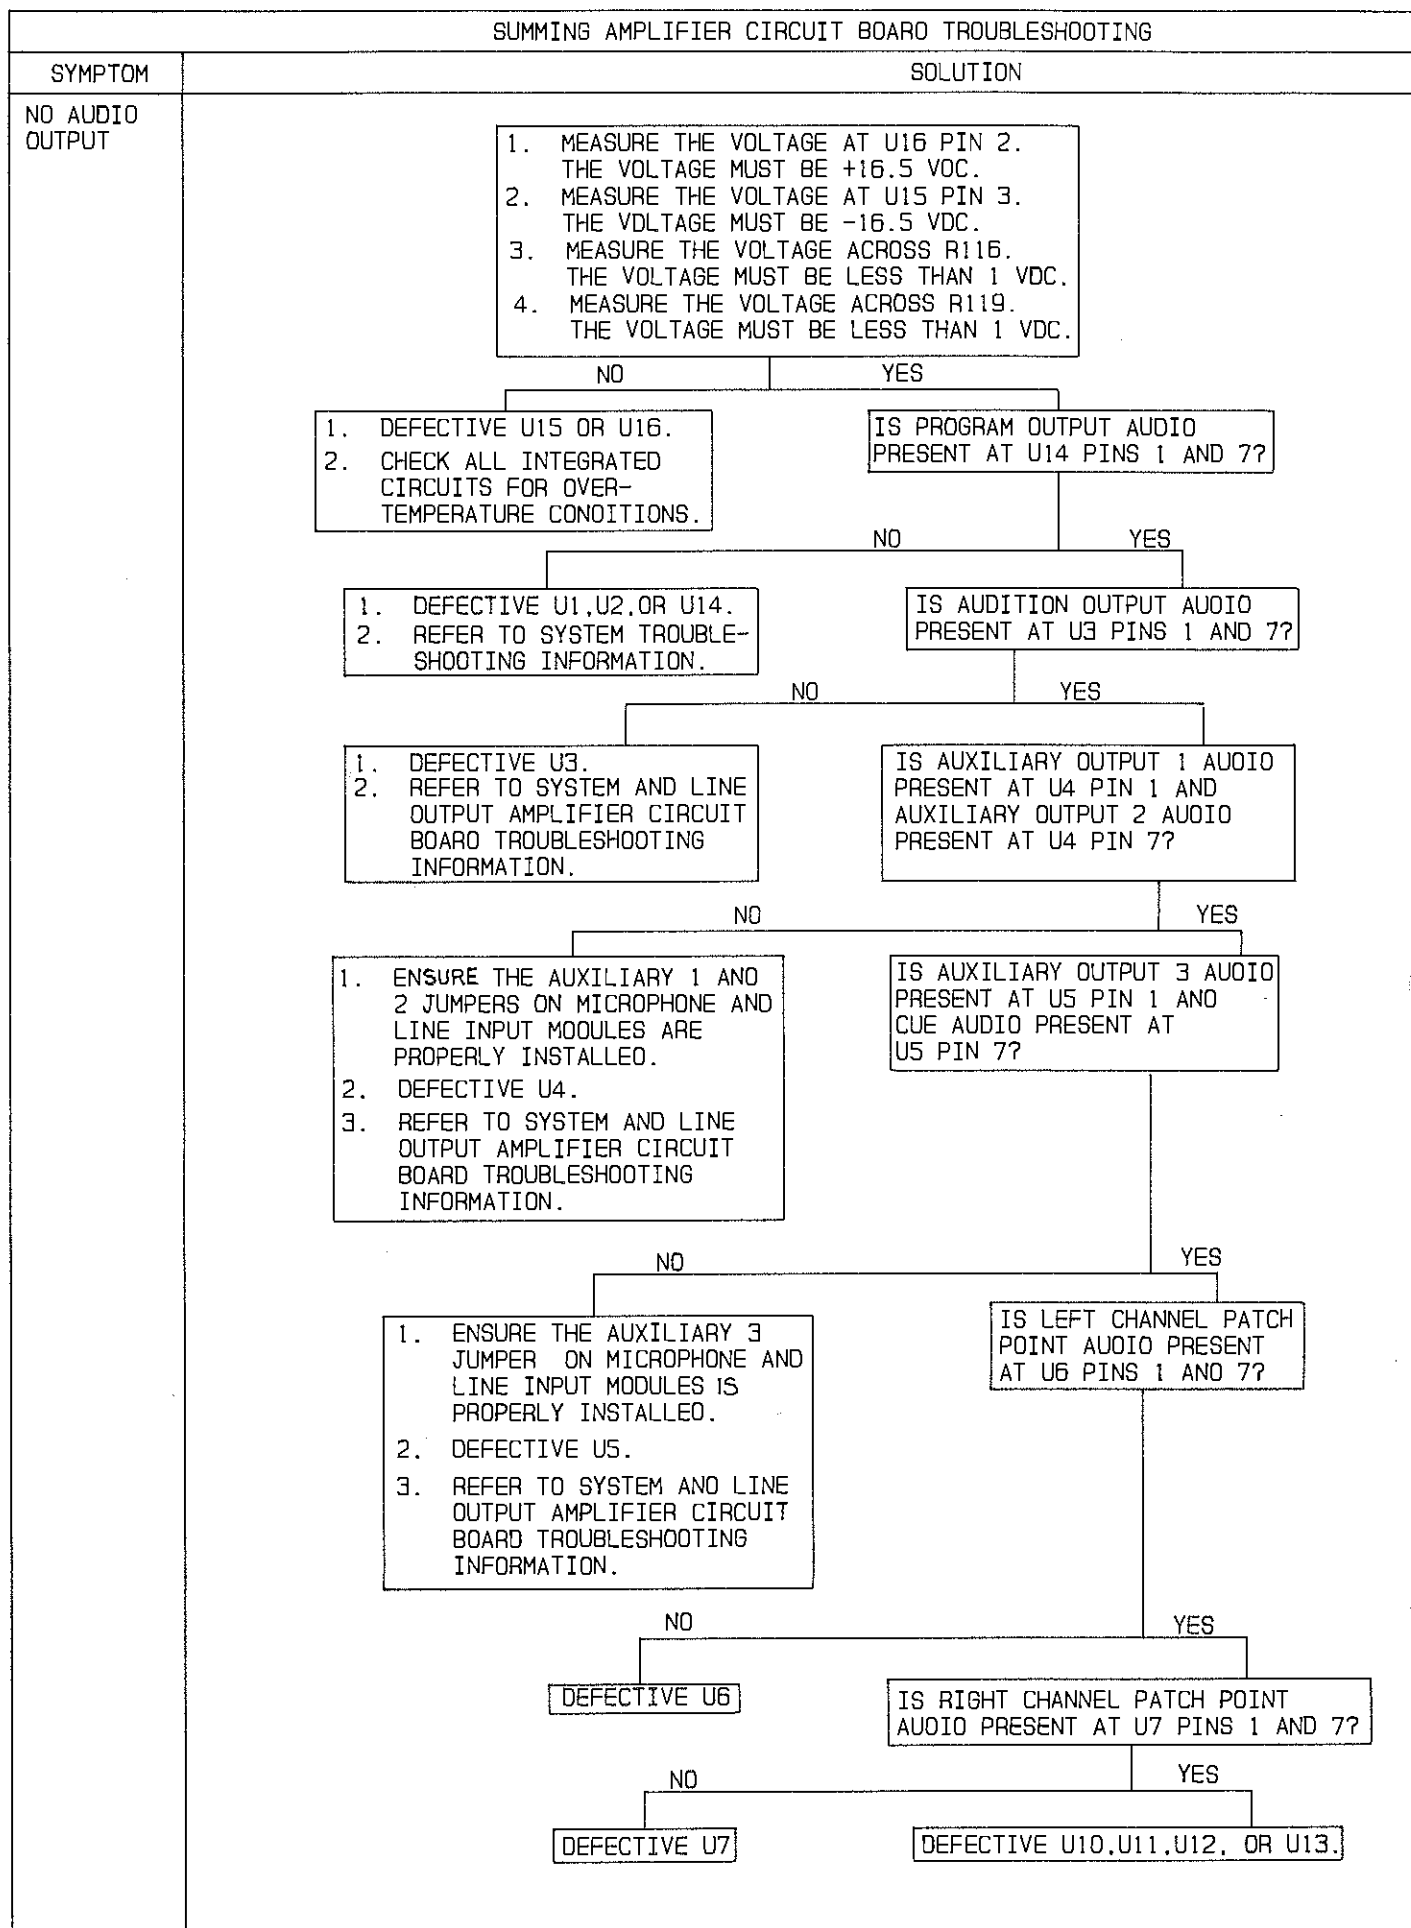 SUMMING AMPLIFIER CIRCUIT BOARD TROUBLESHOOTING
SYMPTOM
SOLUTION
NO AUDIO
OUTPUT
1. MEASURE THE VOLTAGE AT U16 PIN 2.
THE VOLTAGE MUST BE +16.5 VDC.
2. MEASURE THE VOLTAGE AT U15 PIN 3.
THE VOLTAGE MUST BE -16.5 VDC.
3. MEASURE THE VOLTAGE ACROSS R116.
THE VOLTAGE MUST BE LESS THAN 1 VDC.
4. MEASURE THE VOLTAGE ACROSS R119.
THE VOLTAGE MUST BE LESS THAN 1 VDC.
NO
YES
1. DEFECTIVE U15 OR U16.
2. CHECK ALL INTEGRATED
CIRCUITS FOR OVER-
TEMPERATURE CONDITIONS.
IS PROGRAM OUTPUT AUDIO
PRESENT AT U14 PINS 1 AND 7?
NO
YES
1. DEFECTIVE U1,U2,OR U14.
2. REFER TO SYSTEM TROUBLE-
SHOOTING INFORMATION.
IS AUDITION OUTPUT AUDIO
PRESENT AT U3 PINS 1 AND 7?
NO
YES
1. DEFECTIVE U3.
2. REFER TO SYSTEM AND LINE
OUTPUT AMPLIFIER CIRCUIT
BOARD TROUBLESHOOTING
INFORMATION.
IS AUXILIARY OUTPUT 1 AUDIO
PRESENT AT U4 PIN 1 AND
AUXILIARY OUTPUT 2 AUDIO
PRESENT AT U4 PIN 7?
NO
YES
1. ENSURE THE AUXILIARY 1 AND
2 JUMPERS ON MICROPHONE AND
LINE INPUT MODULES ARE
PROPERLY INSTALLED.
2. DEFECTIVE U4.
3. REFER TO SYSTEM AND LINE
OUTPUT AMPLIFIER CIRCUIT
BOARD TROUBLESHOOTING
INFORMATION.
IS AUXILIARY OUTPUT 3 AUDIO
PRESENT AT U5 PIN 1 AND
CUE AUDIO PRESENT AT
U5 PIN 7?
NO
YES
1. ENSURE THE AUXILIARY 3
JUMPER ON MICROPHONE AND
LINE INPUT MODULES IS
PROPERLY INSTALLED.
2. DEFECTIVE U5.
3. REFER TO SYSTEM AND LINE
OUTPUT AMPLIFIER CIRCUIT
BOARD TROUBLESHOOTING
INFORMATION.
IS LEFT CHANNEL PATCH
POINT AUDIO PRESENT
AT U6 PINS 1 AND 7?
NO
YES
DEFECTIVE U6
IS RIGHT CHANNEL PATCH POINT
AUDIO PRESENT AT U7 PINS 1 AND 7?
NO
YES
DEFECTIVE U7
DEFECTIVE U10,U11,U12, OR U13.